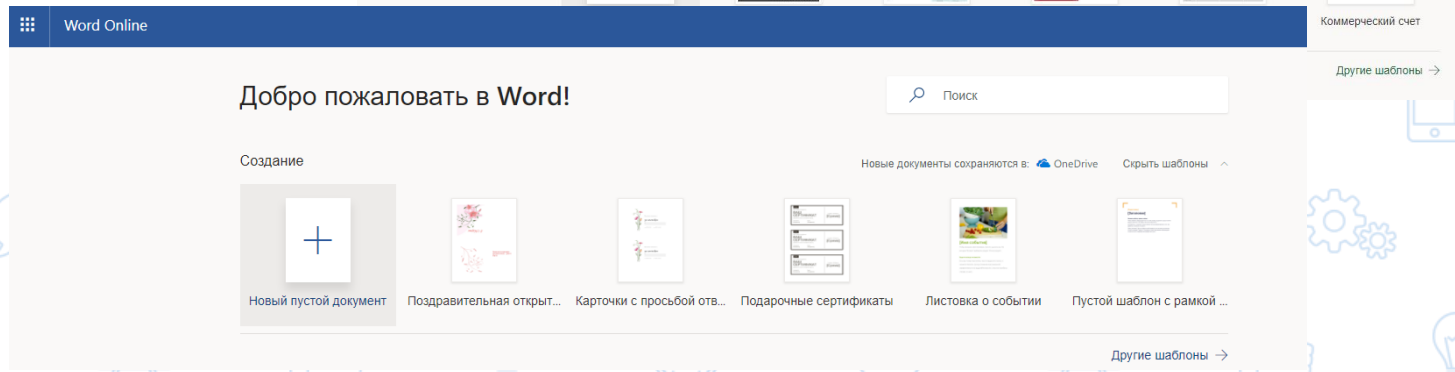 Word Online
Коммерческий счет
Другие шаблоны →
Добро пожаловать в Word!
Поиск
Создание
Новые документы сохраняются в: OneDrive
Скрыть шаблоны
Новый пустой документ
Поздравительная открыт...
Карточки с просьбой отв...
Подарочные сертификаты
Листовка о событии
Пустой шаблон с рамкой ...
Другие шаблоны →